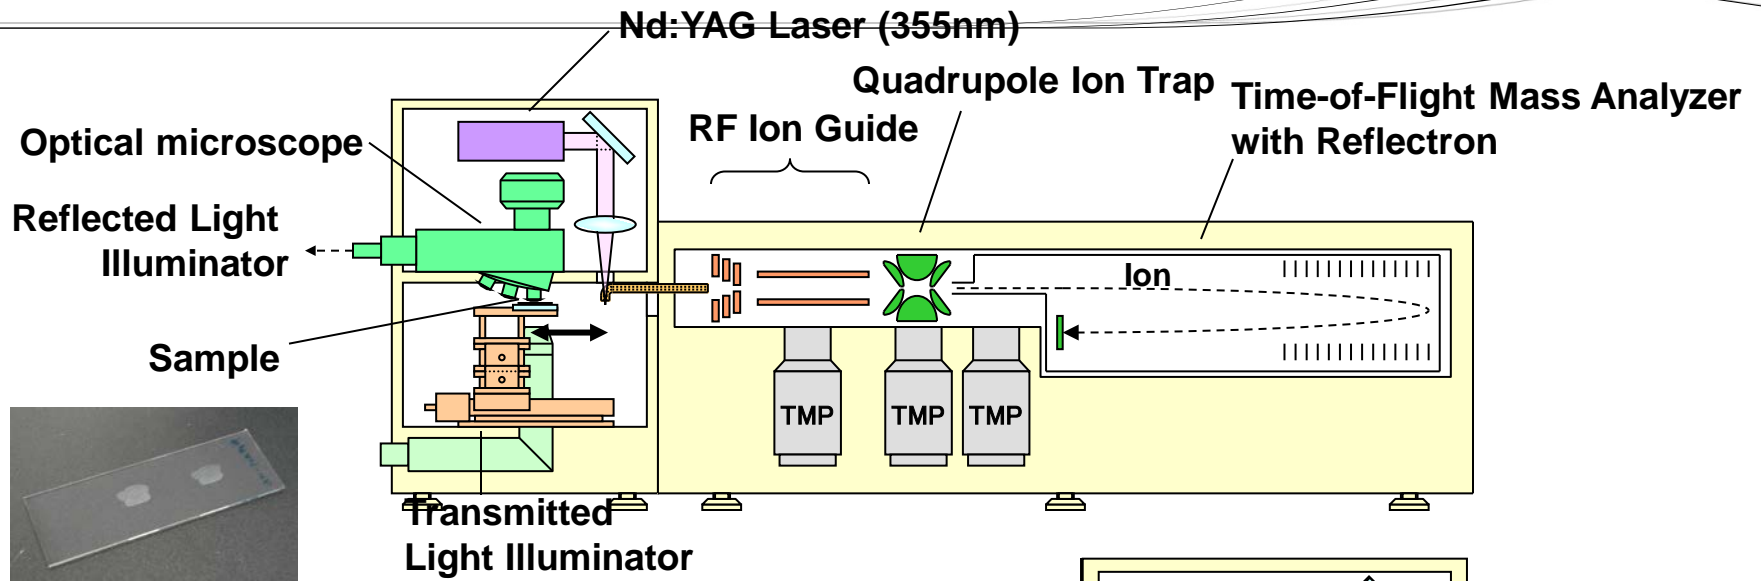 Nd:YAG Laser (355nm)
Quadrupole Ion Trap
Time-of-Flight Mass Analyzer
with Reflectron
RF Ion Guide
Optical microscope
Reflected Light
Illuminator
Ion
Sample
TMP
TMP
TMP
Transmitted
Light Illuminator